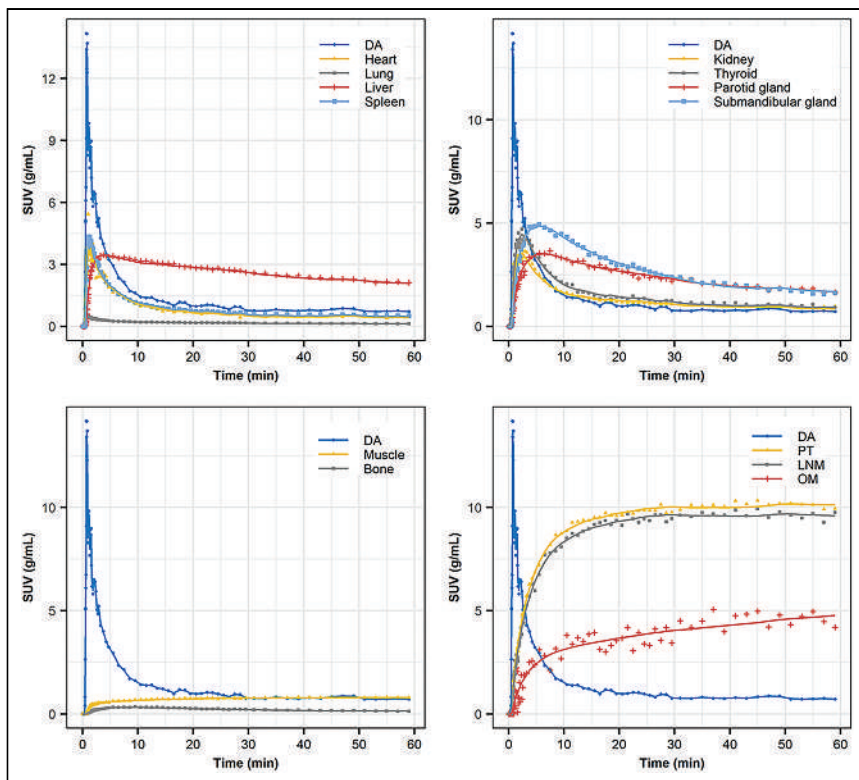 DA
Heart
Lung
Liver
Spleen
12
9
6
3
0
SUV (g/mL)
0 10 20 30 40 50 60
Time (min)
DA
Kidney
Thyroid
Parotid gland
Submandibular gland
10
5
0
SUV (g/mL)
0 10 20 30 40 50 60
Time (min)
DA
Muscle
Bone
10
5
0
SUV (g/mL)
0 10 20 30 40 50 60
Time (min)
DA
PT
LNM
OM
10
5
0
SUV (g/mL)
0 10 20 30 40 50 60
Time (min)